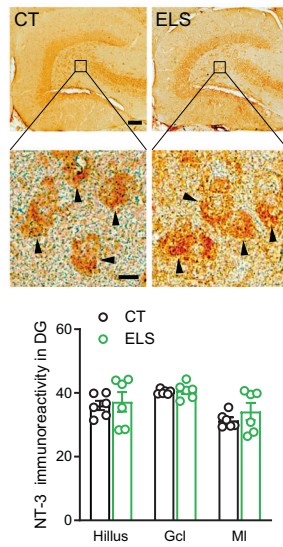 CT ELS
CT
ELS
NT-3 immunoreactivity in DG
60
40
20
0
Hillus Gcl Ml